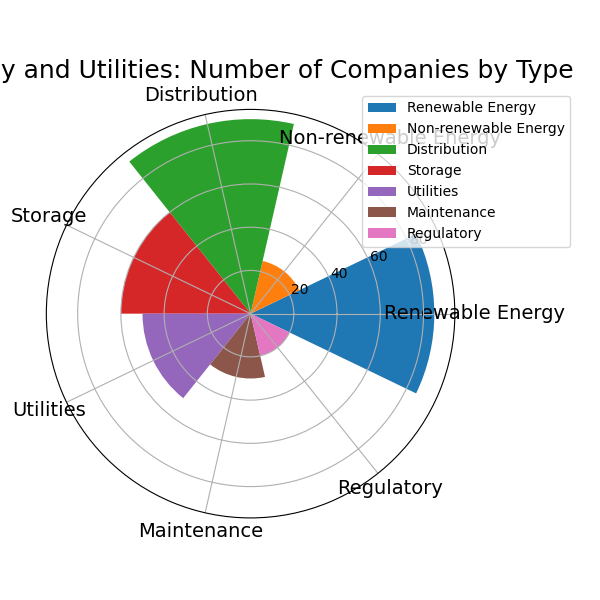 y and Utilities: Number of Companies by Type
Distribution
Renewable Energy
Non-renewable Energy
Distribution
Storage
Utilities
Maintenance
Regulatory
Non-renewable Energy
Storage
80
60
40
20
Renewable Energy
Utilities
Regulatory
Maintenance